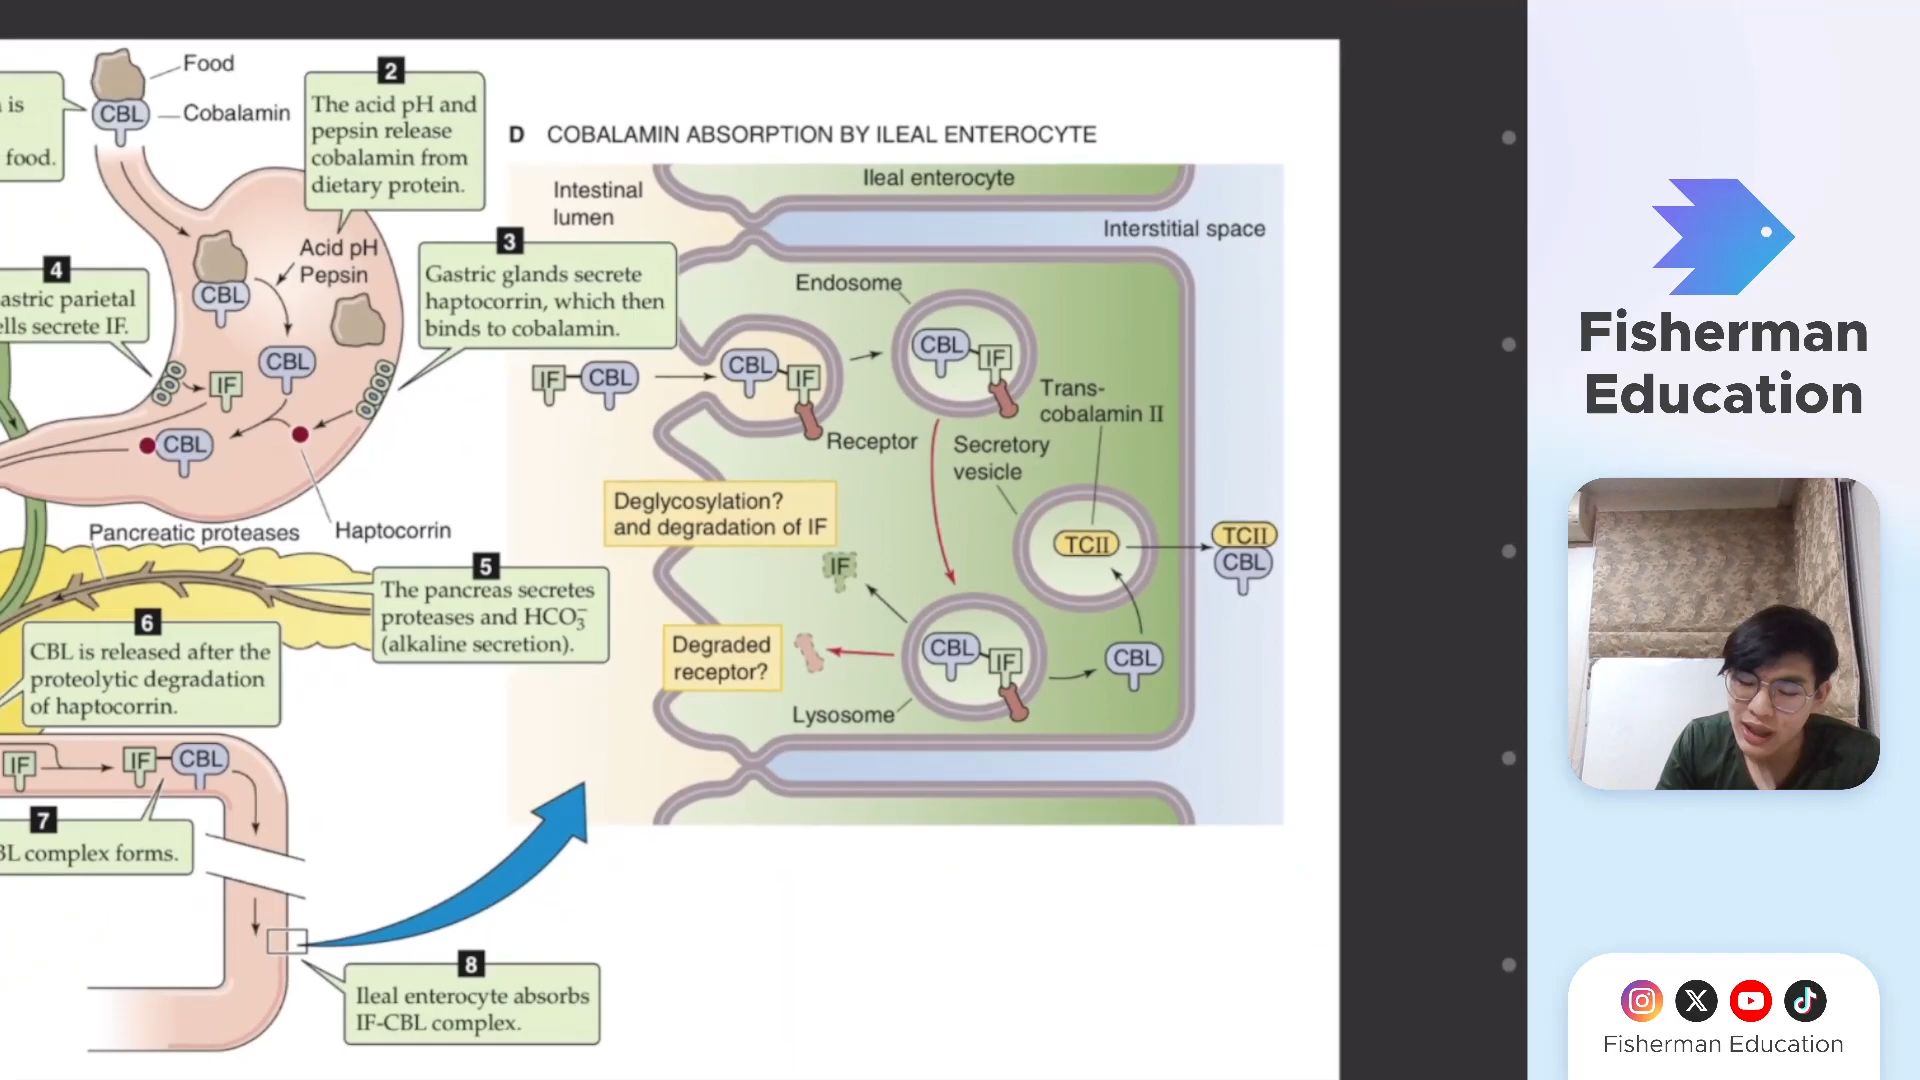 is
food.
Food
CBL
Cobalamin
2
The acid pH and
pepsin release
cobalamin from
dietary protein.
Acid pH
Pepsin
CBL
CBL
4
astric parietal
ells secrete IF.
IF
CBL
3
Gastric glands secrete
haptocorrin, which then
binds to cobalamin.
Pancreatic proteases
Haptocorrin
5
The pancreas secretes
proteases and HCO3−
(alkaline secretion).
6
CBL is released after the
proteolytic degradation
of haptocorrin.
IF
IF
CBL
7
BL complex forms.
8
Ileal enterocyte absorbs
IF-CBL complex.
D COBALAMIN ABSORPTION BY ILEAL ENTEROCYTE
Intestinal
lumen
Ileal enterocyte
Interstitial space
Endosome
IF
CBL
CBL
IF
Receptor
CBL
IF
Trans-
cobalamin II
Secretory
vesicle
TCII
TCII
CBL
Deglycosylation?
and degradation of IF
IF
Degraded
receptor?
CBL
IF
CBL
Lysosome
Fisherman
Education
Fisherman Education